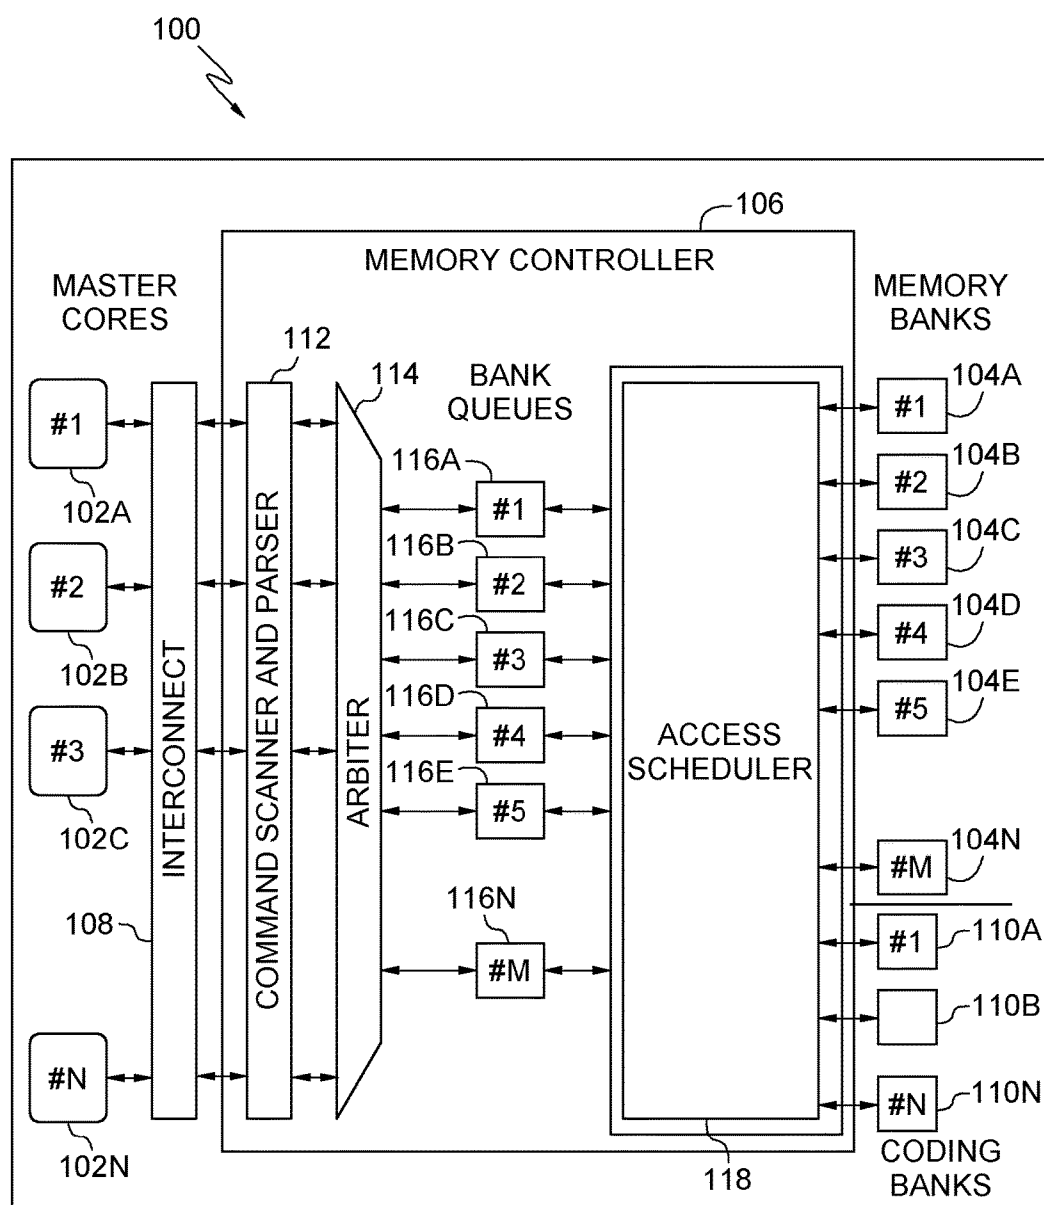 100
106
MEMORY CONTROLLER
MASTER
CORES
MEMORY
BANKS
112
114
BANK
QUEUES
#1
102A
#2
102B
#3
102C
#N
102N
INTERCONNECT
108
COMMAND SCANNER AND PARSER
ARBITER
116A
#1
116B
#2
116C
#3
116D
#4
116E
#5
116N
#M
ACCESS
SCHEDULER
118
#1
104A
#2
104B
#3
104C
#4
104D
#5
104E
#M
104N
#1
110A
110B
#N
110N
CODING
BANKS